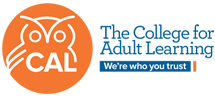 CAL
The College for
Adult Learning
We're who you trust